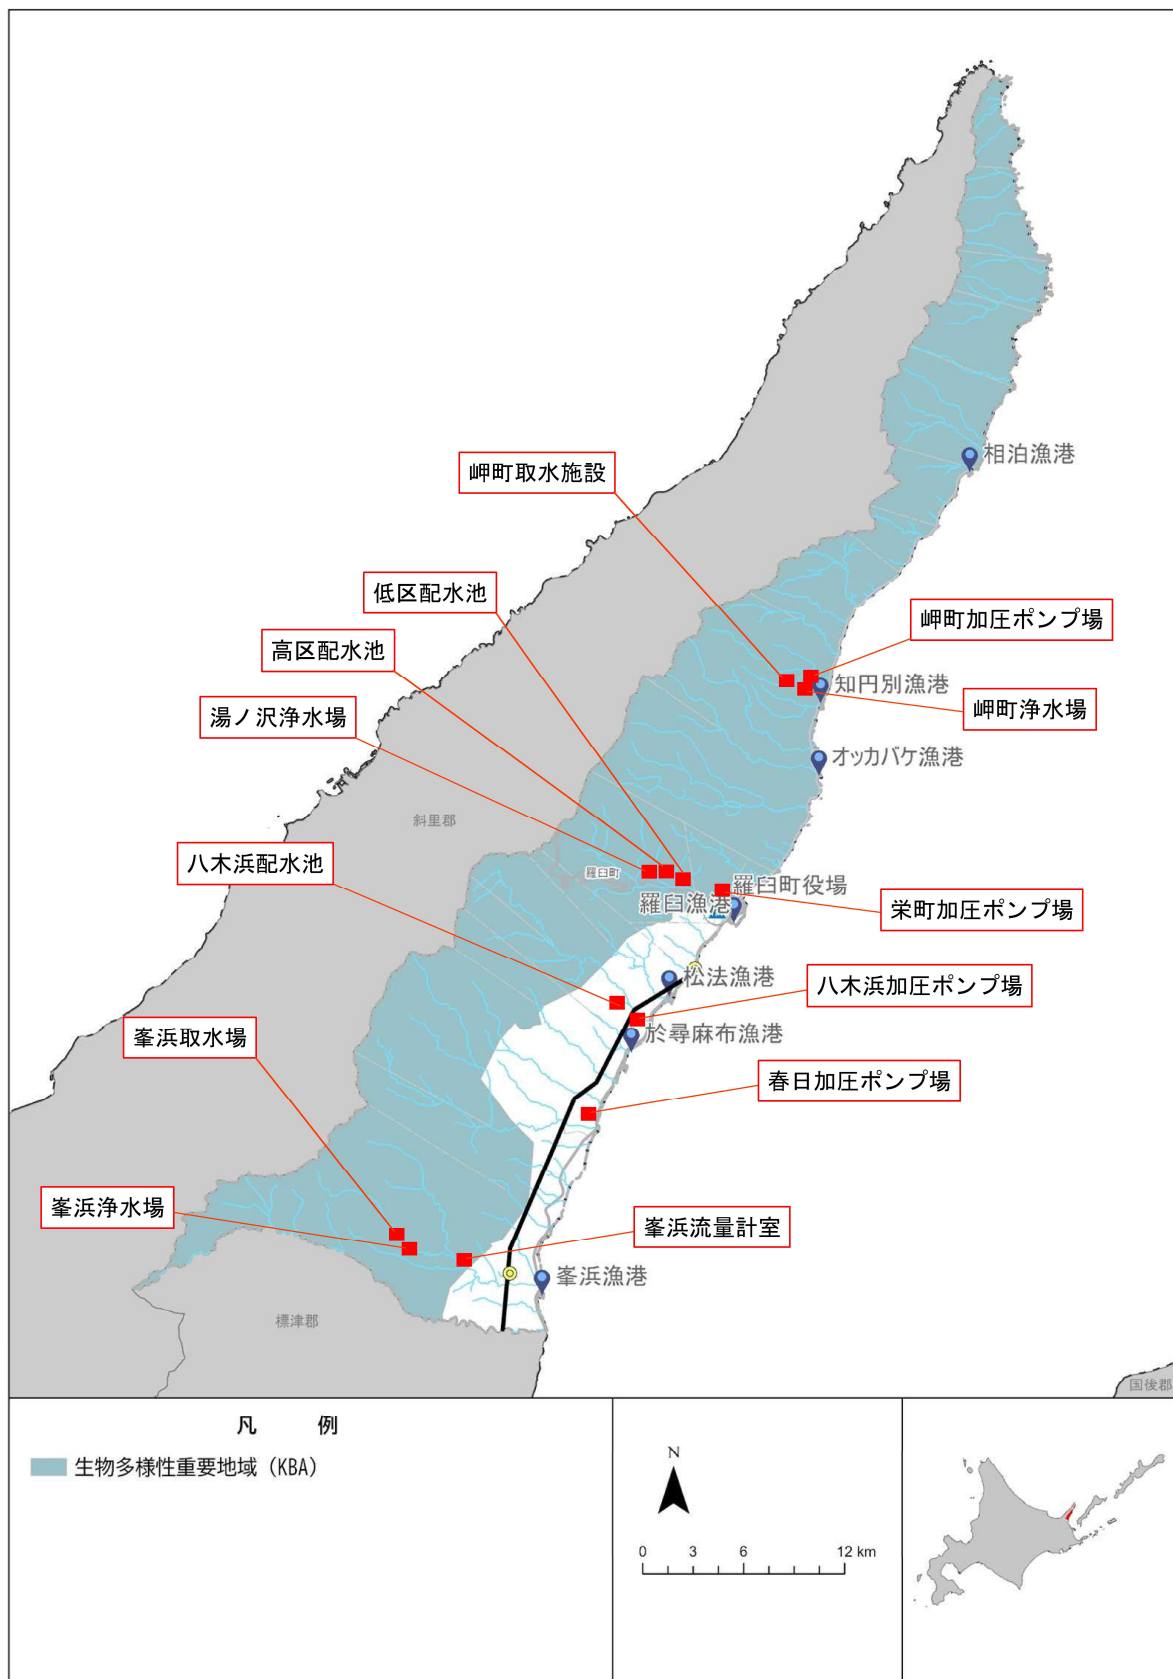 相泊漁港
岬町取水施設
低区配水池
岬町加圧ポンプ場
高区配水池
知円別漁港
湯ノ沢浄水場
岬町浄水場
オッカバケ漁港
斜里郡
八木浜配水池
羅臼町
羅臼町役場
羅臼漁港
栄町加圧ポンプ場
松法漁港
八木浜加圧ポンプ場
峯浜取水場
於尋麻布漁港
春日加圧ポンプ場
峯浜浄水場
峯浜流量計室
峯浜漁港
標津郡
国後郡
凡 例
生物多様性重要地域（KBA）
N
0 3 6 12 km